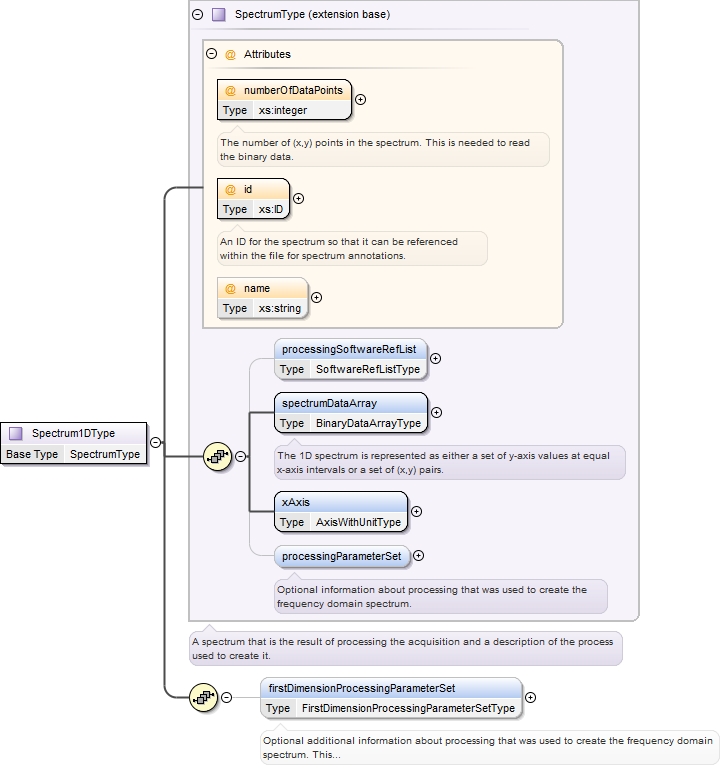 SpectrumType (extension base)
@ Attributes
@ numberOfDataPoints
Type xs:integer
The number of (x,y) points in the spectrum. This is needed to read
the binary data.
@ id
Type xs:ID
An ID for the spectrum so that it can be referenced
within the file for spectrum annotations.
@ name
Type xs:string
processingSoftwareRefList
Type SoftwareRefListType
spectrumDataArray
Type BinaryDataArrayType
The 1D spectrum is represented as either a set of y-axis values at equal
x-axis intervals or a set of (x,y) pairs.
xAxis
Type AxisWithUnitType
processingParameterSet
Optional information about processing that was used to create the
frequency domain spectrum.
Spectrum1DType
Base Type SpectrumType
A spectrum that is the result of processing the acquisition and a description of the process
used to create it.
firstDimensionProcessingParameterSet
Type FirstDimensionProcessingParameterSetType
Optional additional information about processing that was used to create the frequency domain
spectrum. This...